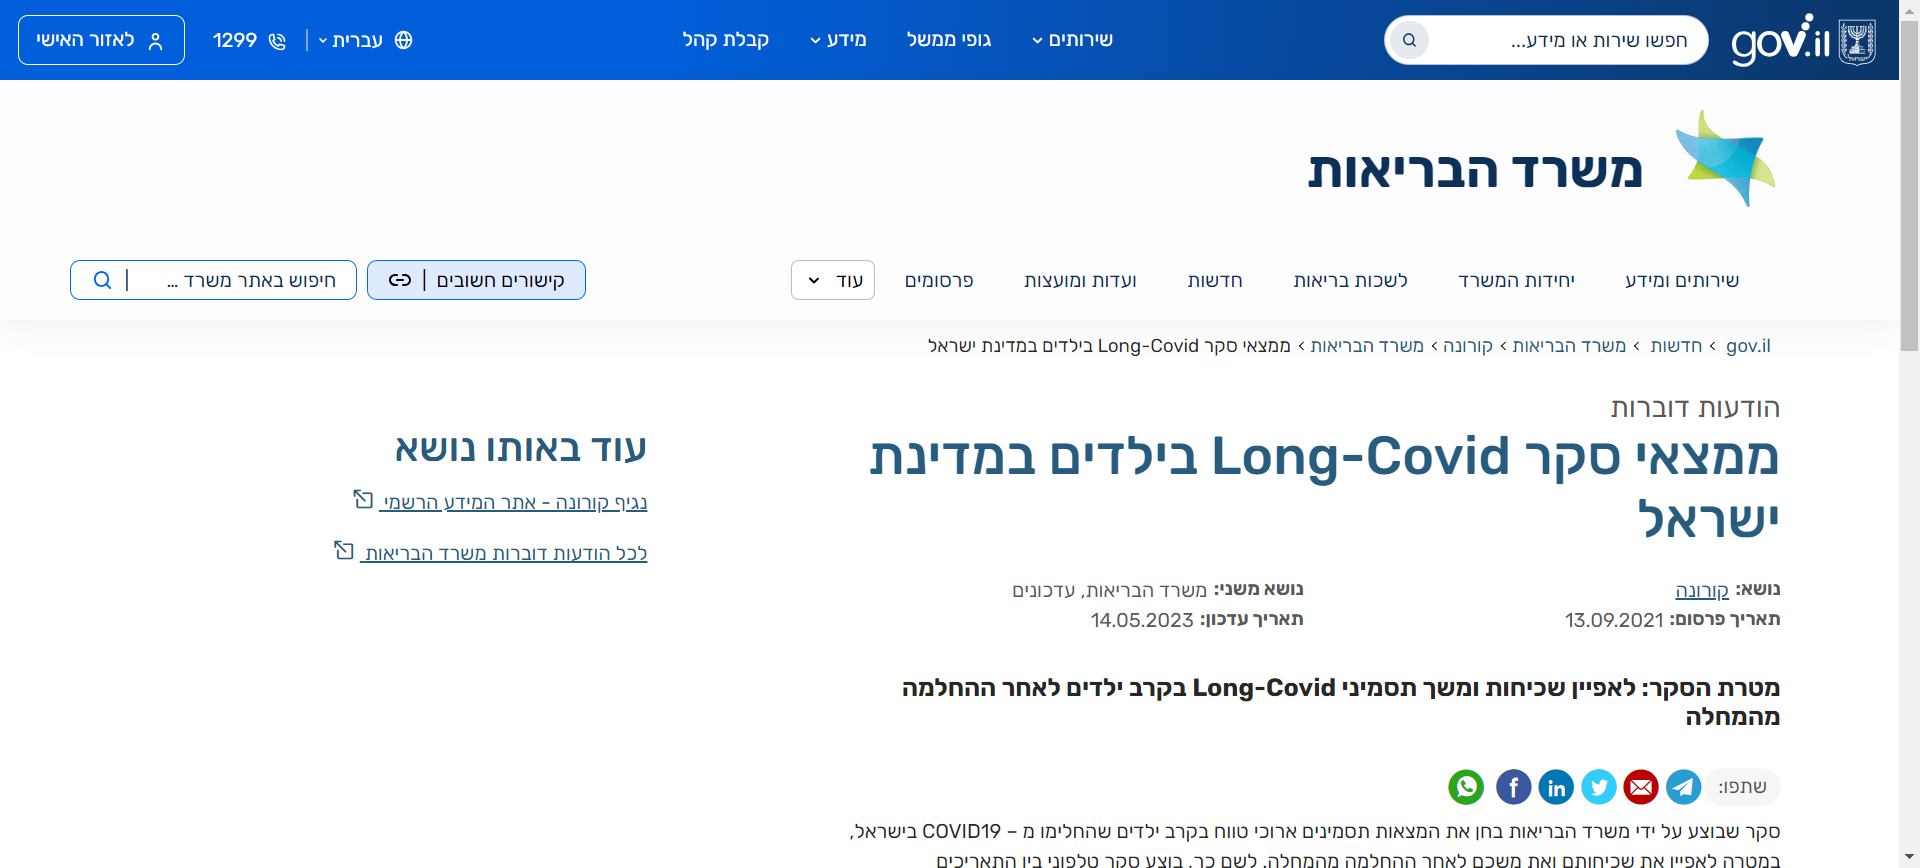 gov.il
חפשו שירות או מידע...
שירותים
גופי ממשל
מידע
קבלת קהל
עברית
1299
לאזור האישי
משרד הבריאות
שירותים ומידע
יחידות המשרד
לשכות בריאות
חדשות
ועדות ומועצות
פרסומים
עוד
קישורים חשובים
חיפוש באתר משרד ...
gov.il > חדשות > משרד הבריאות > קורונה > משרד הבריאות > ממצאי סקר Long-Covid בילדים במדינת ישראל
הודעות דוברות
ממצאי סקר Long-Covid בילדים במדינת
ישראל
נושא: קורונה
נושא משני: משרד הבריאות, עדכונים
תאריך פרסום: 13.09.2021
תאריך עדכון: 14.05.2023
מטרת הסקר: לאפיין שכיחות ומשך תסמיני Long-Covid בקרב ילדים לאחר ההחלמה
מהמחלה
שתפו:
סקר שבוצע על ידי משרד הבריאות בחן את המצאות תסמינים ארוכי טווח בקרב ילדים שהחלימו מ – COVID19 בישראל,
במטרה לאפיין את שכיחותם ואת משכם לאחר ההחלמה מהמחלה. לשם כך, בוצע סקר טלפוני בין התאריכים
עוד באותו נושא
נגיף קורונה - אתר המידע הרשמי
לכל הודעות דוברות משרד הבריאות